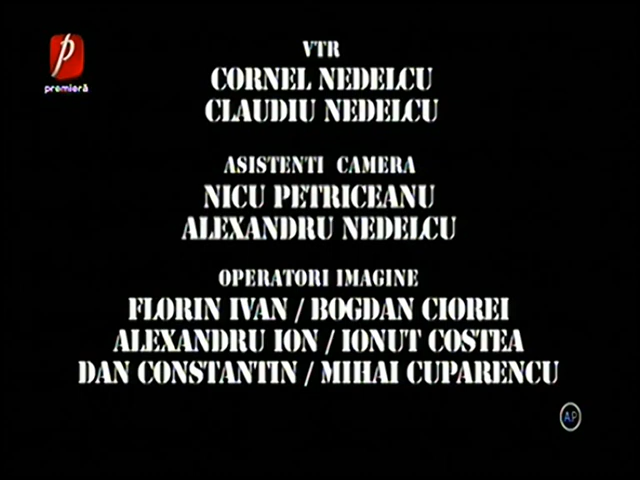 p
premieră
VTR
CORNEL NEDELCU
CLAUDIU NEDELCU
ASISTENTI CAMERA
NICU PETRICEANU
ALEXANDRU NEDELCU
OPERATORI IMAGINE
FLORIN IVAN / BOGDAN CIOREI
ALEXANDRU ION / IONUT COSTEA
DAN CONSTANTIN / MIHAI CUPARENCU
AP